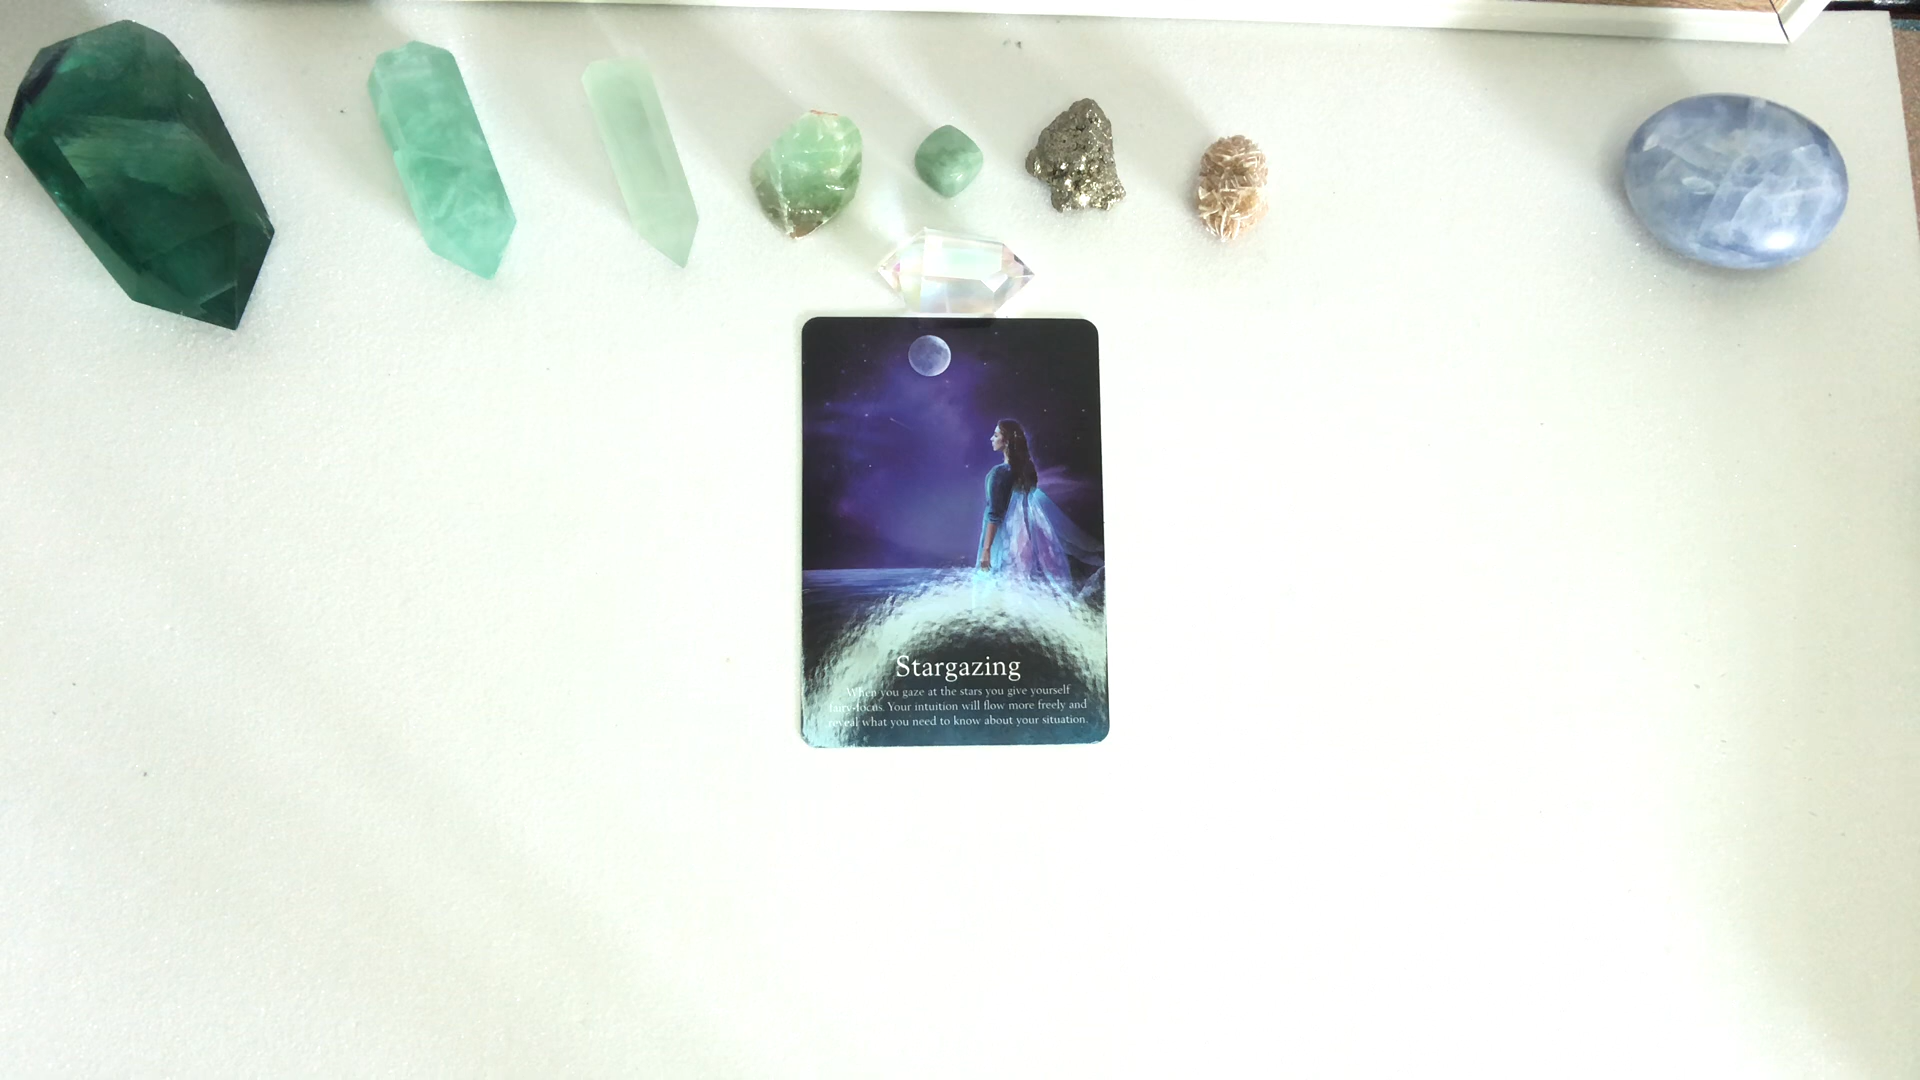 Stargazing
When you gaze at the stars you give yourself
fairy-focus. Your intuition will flow more freely and
reveal what you need to know about your situation.